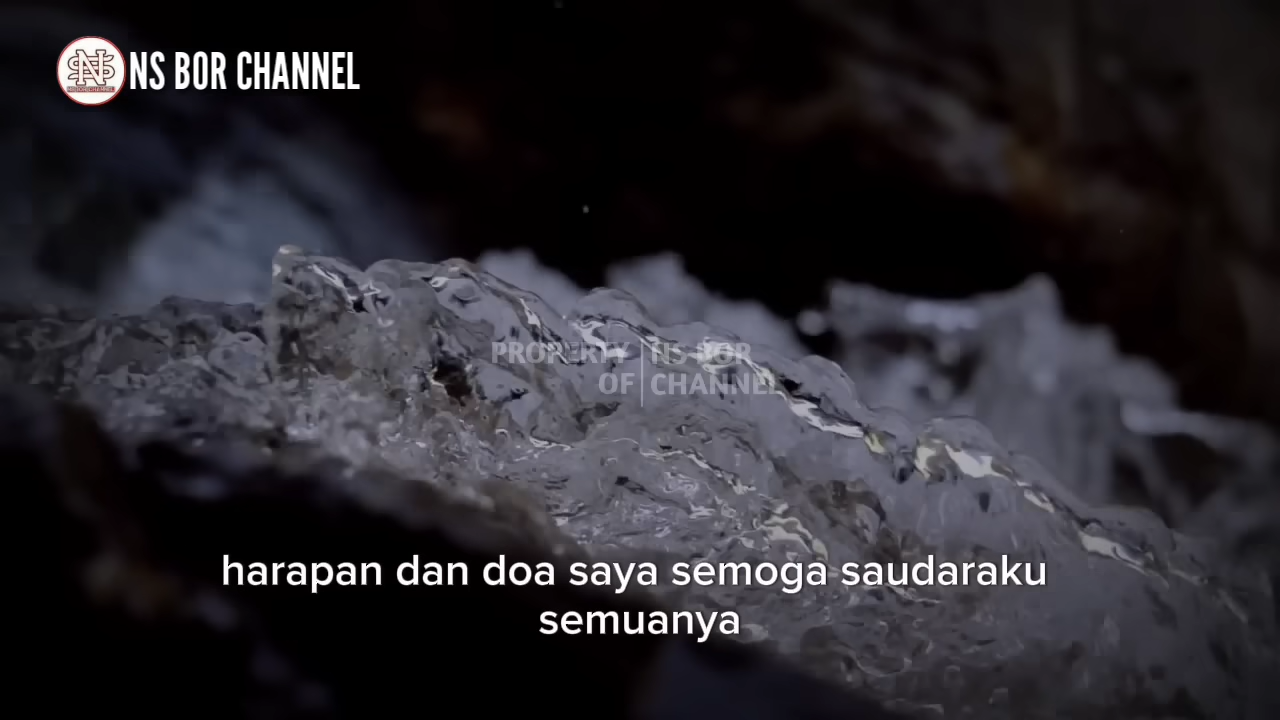 NS BOR CHANNEL
PROPERTY OF
NS BOR CHANNEL
harapan dan doa saya semoga saudaraku
semuanya